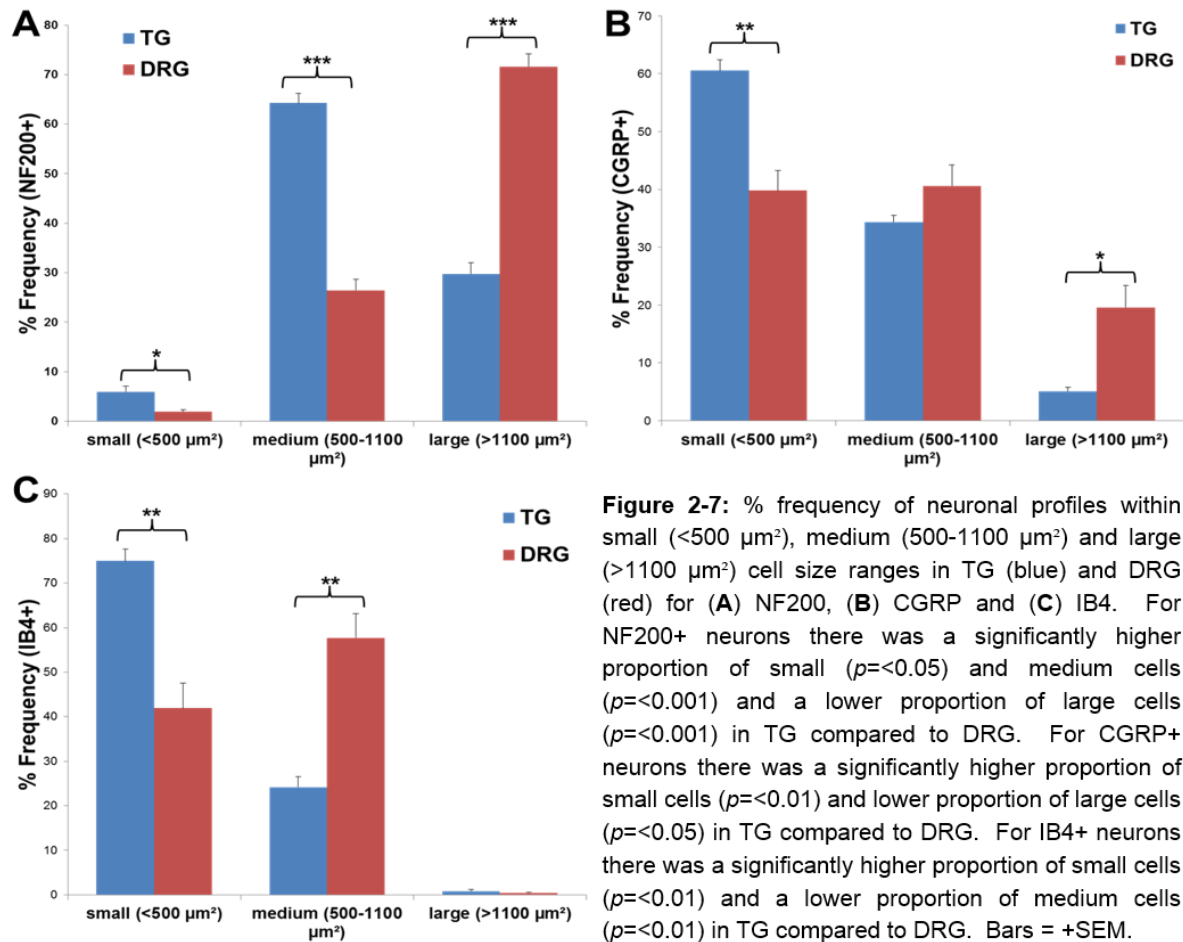 A
TG
DRG
% Frequency (NF200+)
80
70
60
50
40
30
20
10
0
*
***
***
small (<500 µm²)
medium (500-1100 µm²)
large (>1100 µm²)
B
TG
DRG
% Frequency (CGRP+)
70
60
50
40
30
20
10
0
**
*
small (<500 µm²)
medium (500-1100 µm²)
large (>1100 µm²)
C
TG
DRG
% Frequency (IB4+)
90
80
70
60
50
40
30
20
10
0
**
**
small (<500 µm²)
medium (500-1100 µm²)
large (>1100 µm²)
Figure 2-7: % frequency of neuronal profiles within
small (<500 µm²), medium (500-1100 µm²) and large
(>1100 µm²) cell size ranges in TG (blue) and DRG
(red) for (A) NF200, (B) CGRP and (C) IB4. For
NF200+ neurons there was a significantly higher
proportion of small (p=<0.05) and medium cells
(p=<0.001) and a lower proportion of large cells
(p=<0.001) in TG compared to DRG. For CGRP+
neurons there was a significantly higher proportion of
small cells (p=<0.01) and lower proportion of large cells
(p=<0.05) in TG compared to DRG. For IB4+ neurons
there was a significantly higher proportion of small cells
(p=<0.01) and a lower proportion of medium cells
(p=<0.01) in TG compared to DRG. Bars = +SEM.